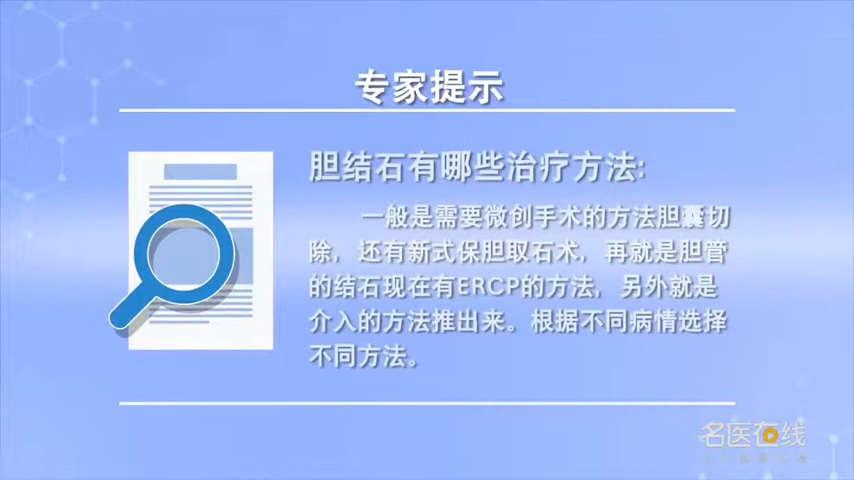 专家提示
胆结石有哪些治疗方法:
一般是需要微创手术的方法胆囊切
除，还有新式保胆取石术，再就是胆管
的结石现在有ERCP的方法，另外就是
介入的方法推出来。根据不同病情选择
不同方法。
名医在线